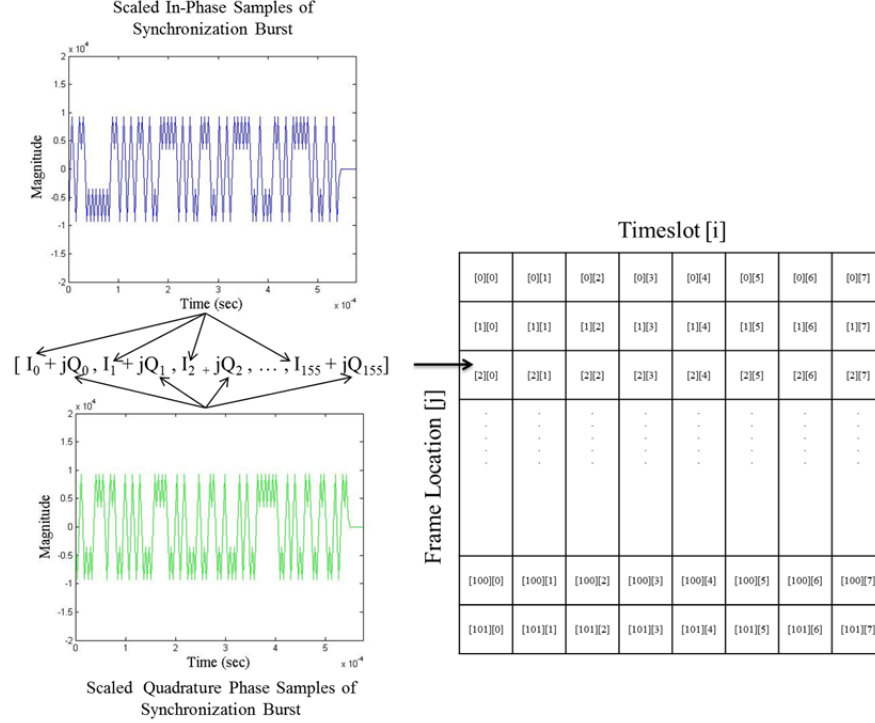 Scaled In-Phase Samples of
Synchronization Burst
x 10^4
2
1.5
1
0.5
0
-0.5
-1
-1.5
-2
Magnitude
0 1 2 3 4 5
Time (sec)
x 10^-4
[ I0 + jQ0 , I1 + jQ1 , I2 + jQ2 , … , I155 + jQ155]
x 10^4
2
1.5
1
0.5
0
-0.5
-1
-1.5
-2
Magnitude
0 1 2 3 4 5
Time (sec)
x 10^-4
Scaled Quadrature Phase Samples of
Synchronization Burst
Timeslot [i]
Frame Location [j]
[0][0] [0][1] [0][2] [0][3] [0][4] [0][5] [0][6] [0][7]
[1][0] [1][1] [1][2] [1][3] [1][4] [1][5] [1][6] [1][7]
[2][0] [2][1] [2][2] [2][3] [2][4] [2][5] [2][6] [2][7]
[100][0] [100][1] [100][2] [100][3] [100][4] [100][5] [100][6] [100][7]
[101][0] [101][1] [101][2] [101][3] [101][4] [101][5] [101][6] [101][7]